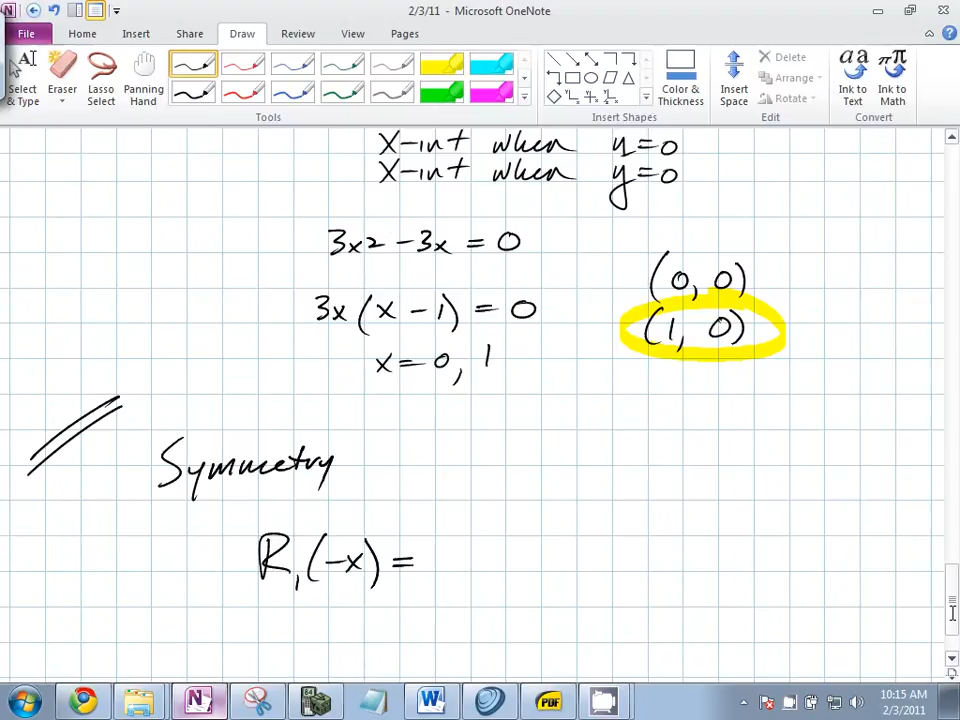 2/3/11 - Microsoft OneNote
File Home Insert Share Draw Review View Pages
Select & Type
Eraser
Lasso Select
Panning Hand
Color & Thickness
Insert Space
Delete
Arrange
Rotate
Ink to Text
Ink to Math
Tools
Insert Shapes
Edit
Convert
X-int when y=0
X-int when y=0
3x2 - 3x = 0
(0, 0)
3x(x - 1) = 0
(1, 0)
x = 0, 1
Symmetry
R₁(-x) =
84
W
PDF
10:15 AM
2/3/2011